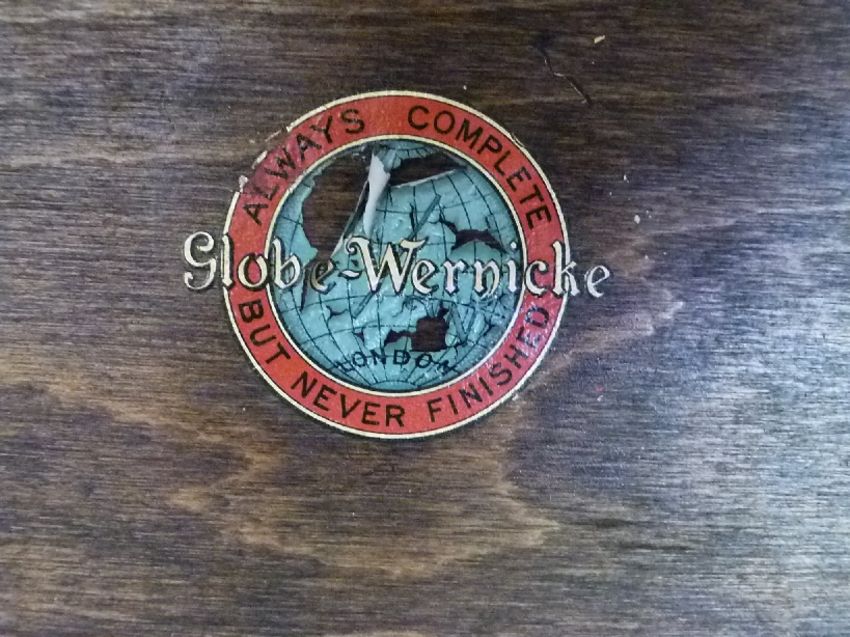 ALWAYS COMPLETE
Globe-Wernicke
LONDON
BUT NEVER FINISHED